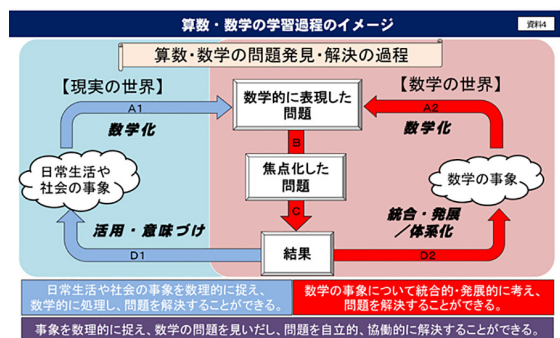 算数・数学の学習過程のイメージ
資料4
算数・数学の問題発見・解決の過程
【現実の世界】
【数学の世界】
A1
数学化
数学的に表現した
問題
A2
数学化
B
日常生活や
社会の事象
焦点化した
問題
数学の事象
C
活用・意味づけ
D1
結果
統合・発展
／体系化
D2
日常生活や社会の事象を数理的に捉え、
数学的に処理し、問題を解決することができる。
数学の事象について統合的・発展的に考え、
問題を解決することができる。
事象を数理的に捉え、数学の問題を見いだし、問題を自立的、協働的に解決することができる。